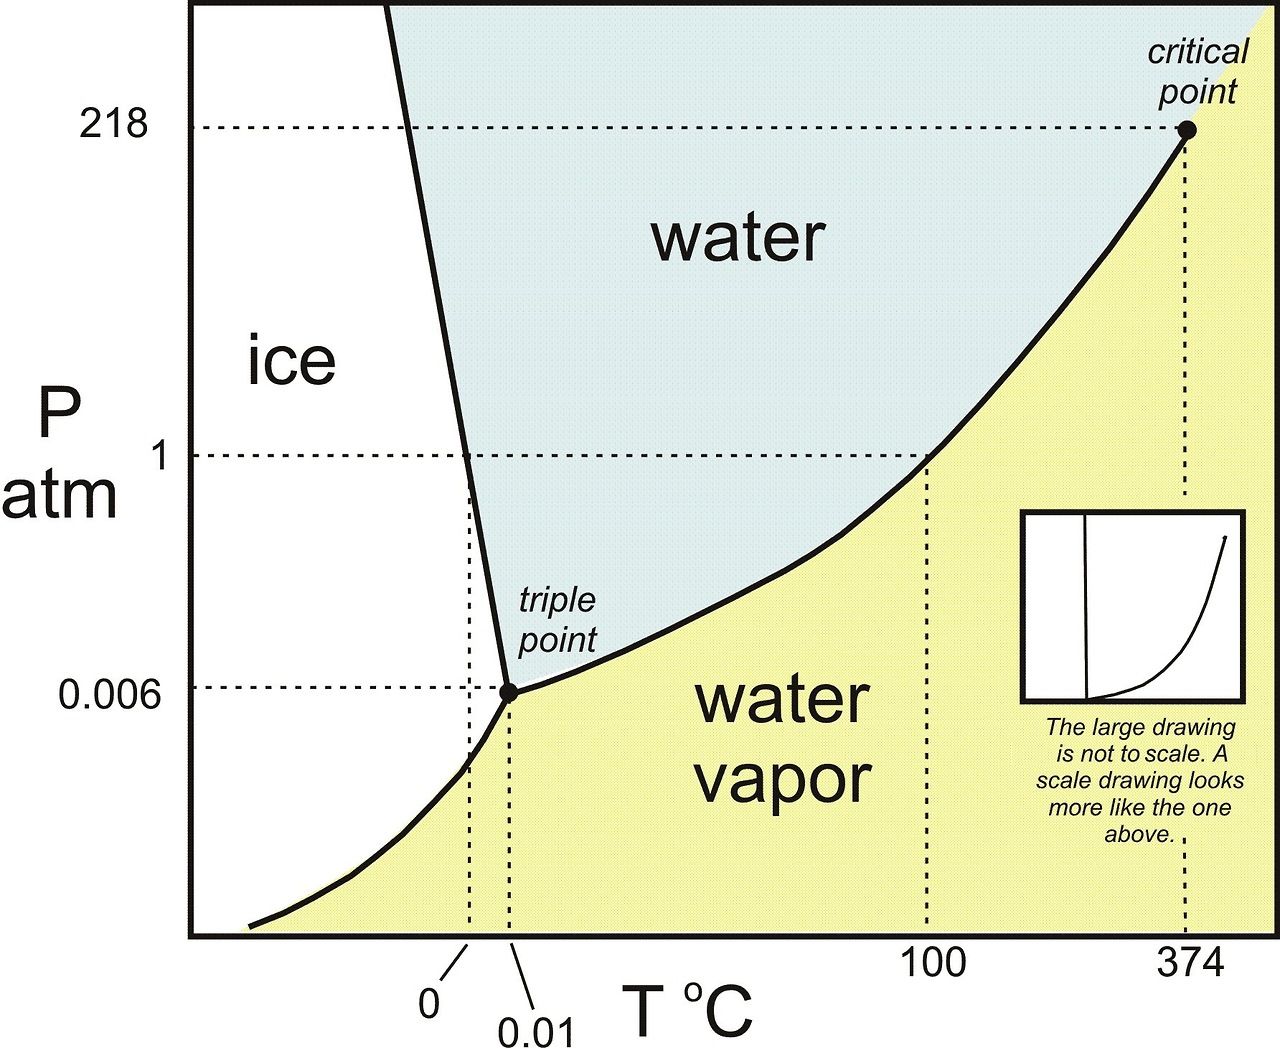 critical
point
218
water
ice
P
atm
1
triple
point
0.006
water
vapor
The large drawing
is not to scale. A
scale drawing looks
more like the one
above.
0
0.01
T °C
100
374